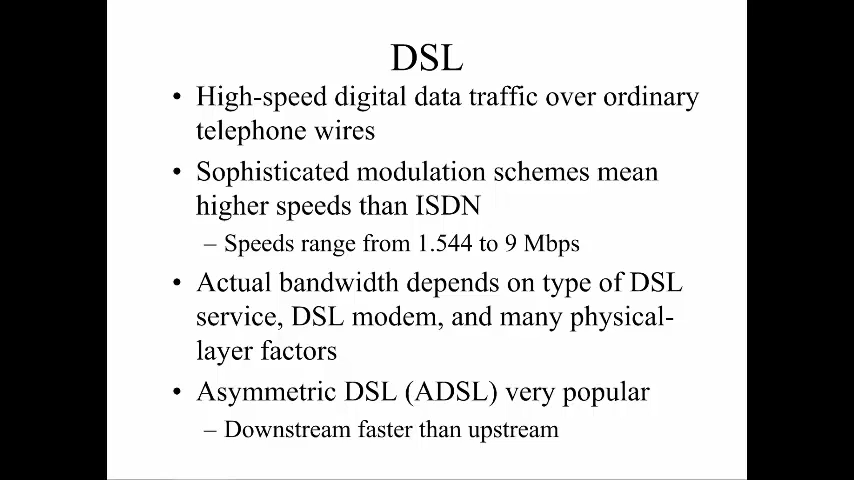 DSL
• High-speed digital data traffic over ordinary
telephone wires
• Sophisticated modulation schemes mean
higher speeds than ISDN
– Speeds range from 1.544 to 9 Mbps
• Actual bandwidth depends on type of DSL
service, DSL modem, and many physical-
layer factors
• Asymmetric DSL (ADSL) very popular
– Downstream faster than upstream